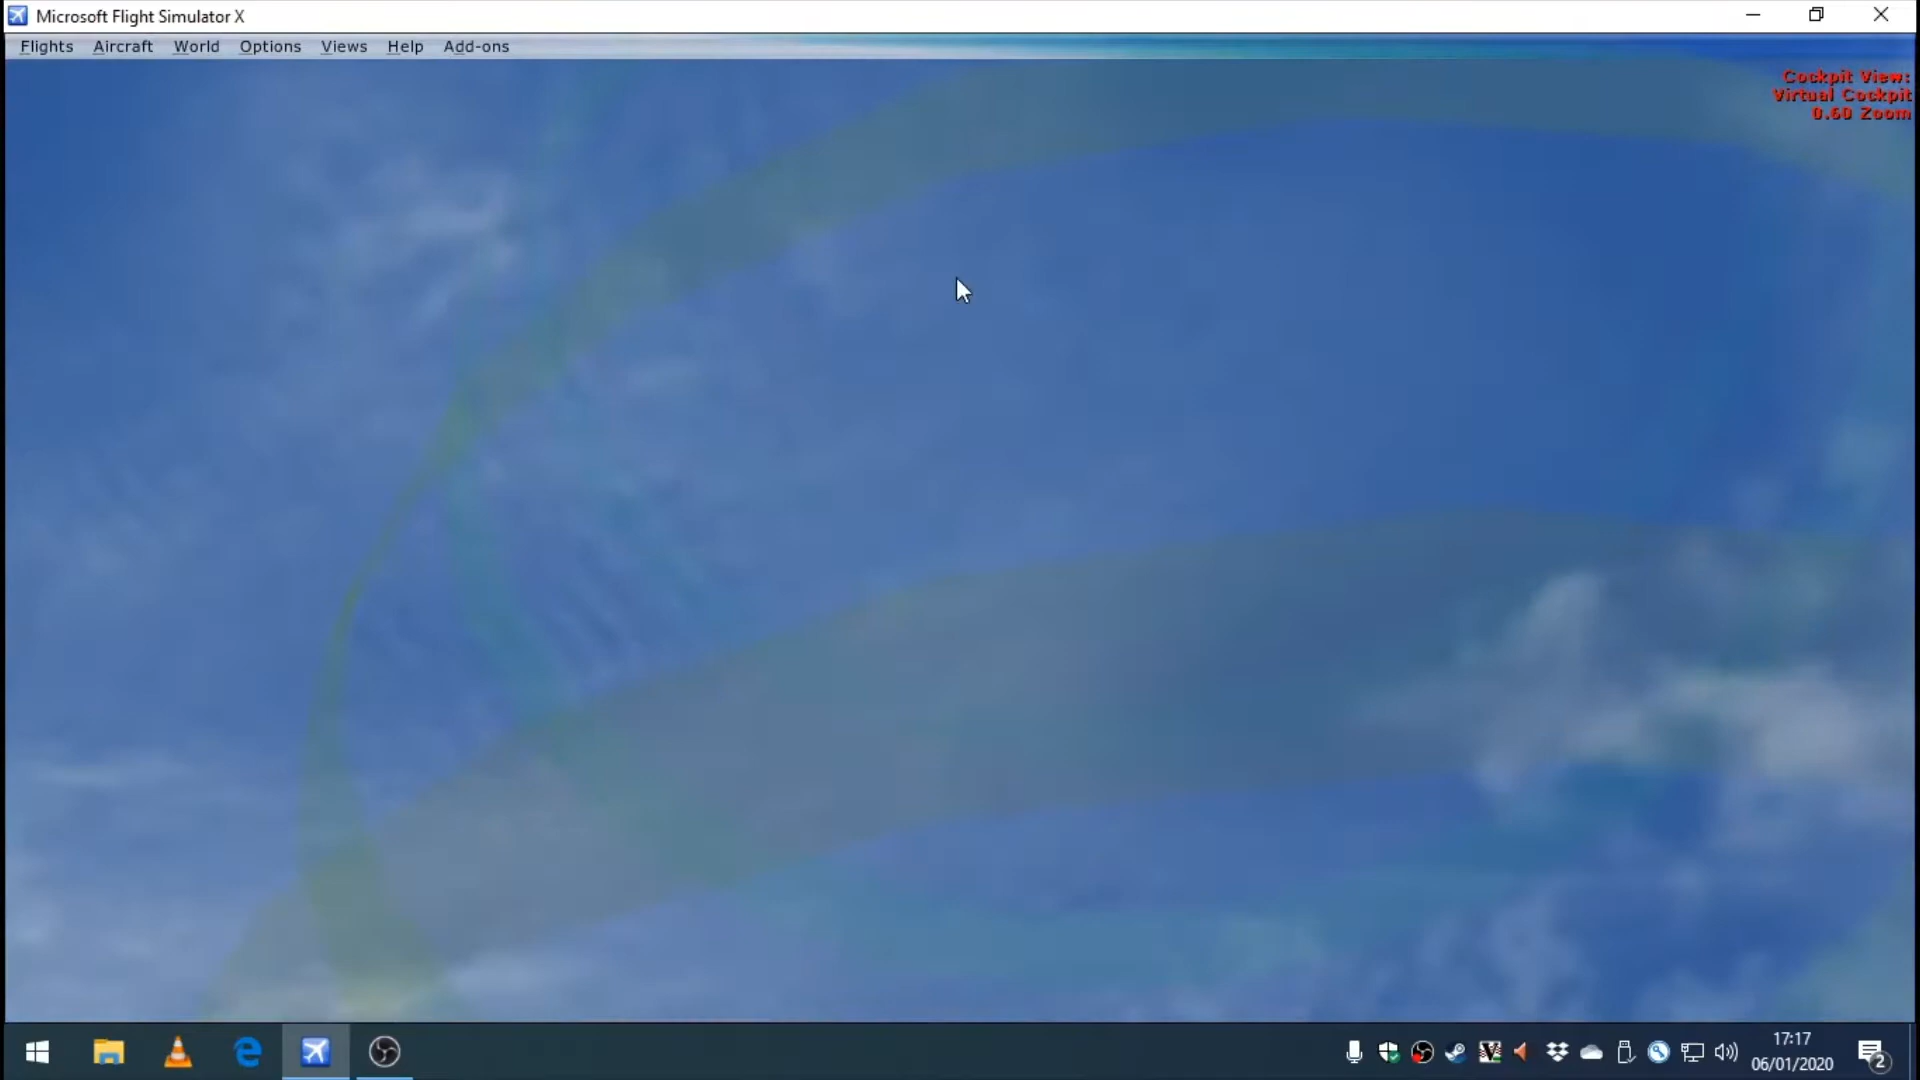 Microsoft Flight Simulator X
Flights Aircraft World Options Views Help Add-ons
Cockpit View:
Virtual Cockpit
0.60 Zoom
17:17
06/01/2020
2